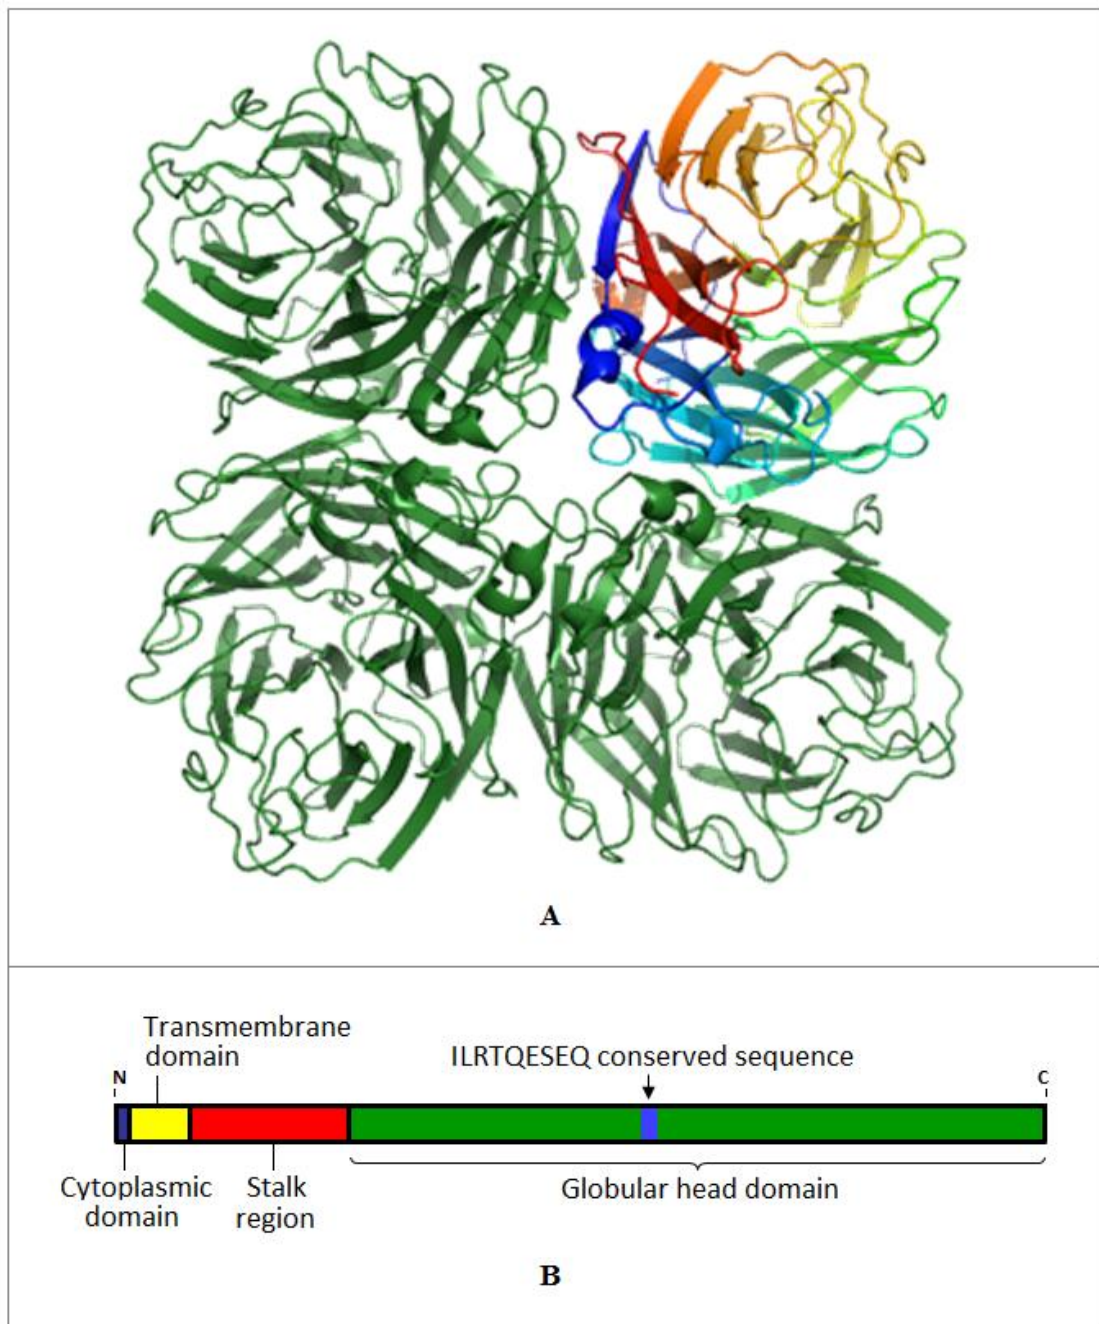 A
Transmembrane
domain
ILRTQESEQ conserved sequence
N
C
Cytoplasmic
domain
Stalk
region
Globular head domain
B